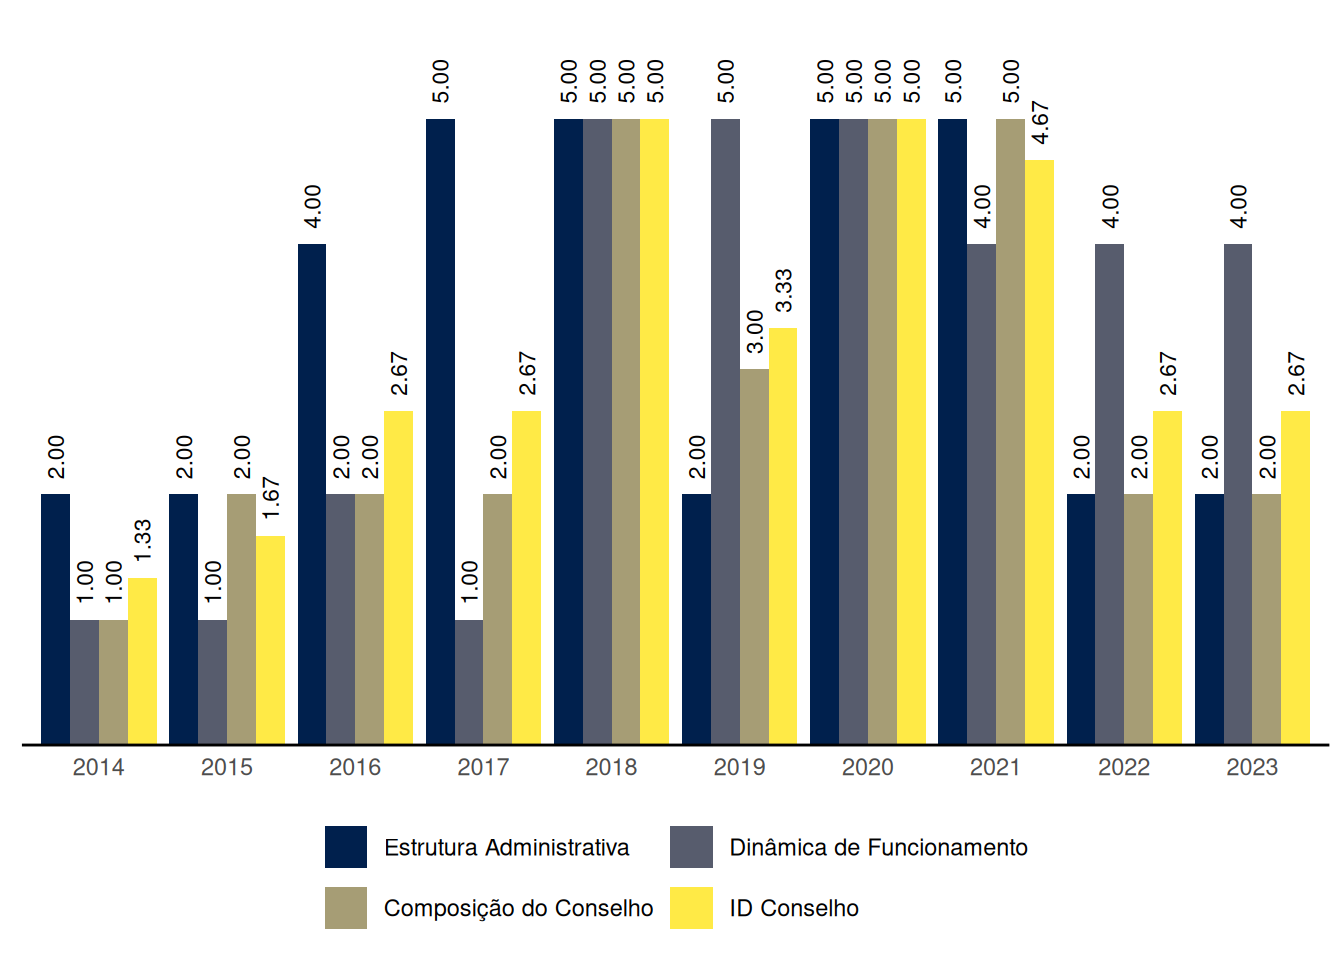 2.00 1.00 1.00 1.33
2.00 1.00 2.00 1.67
4.00 2.00 2.00 2.67
5.00 1.00 2.00 2.67
5.00 5.00 5.00 5.00
2.00 5.00 3.00 3.33
5.00 5.00 5.00 5.00
5.00 4.00 5.00 4.67
2.00 4.00 2.00 2.67
2.00 4.00 2.00 2.67
2014 2015 2016 2017 2018 2019 2020 2021 2022 2023
Estrutura Administrativa Dinâmica de Funcionamento
Composição do Conselho ID Conselho